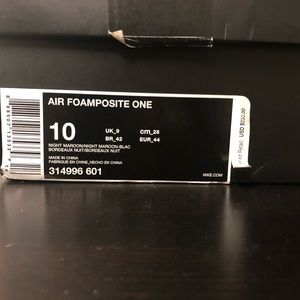 AIR FOAMPOSITE ONE
10
UK_9
cm_28
BR_42
EUR_44
NIGHT MAROON/NIGHT MAROON-BLAC
BORDEAUX NUIT/BORDEAUX NUIT
MADE IN CHINA
FABRIQUE EN CHINE_HECHO EN CHINA
314996 601
NIKE.COM
USD